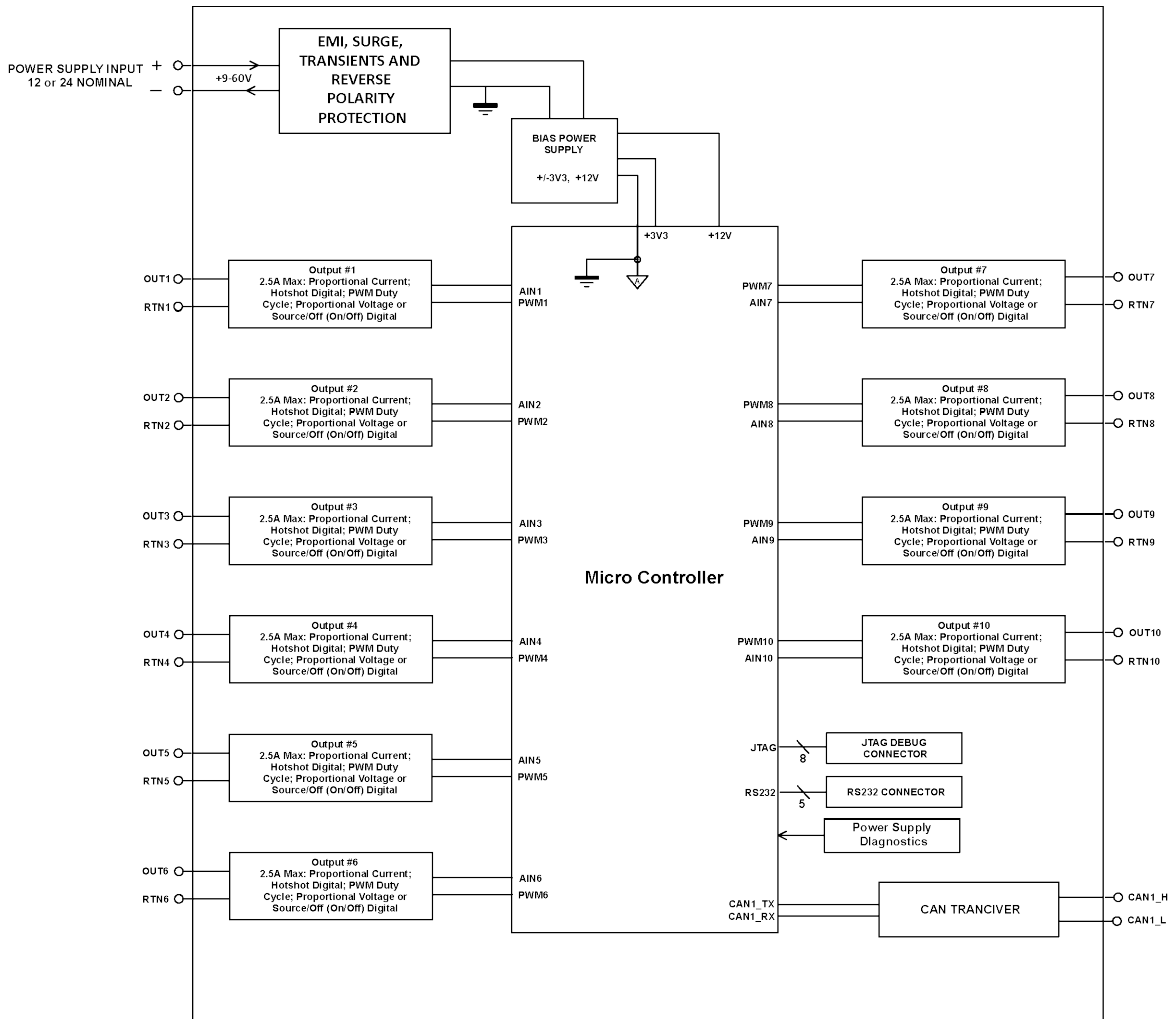 POWER SUPPLY INPUT
12 or 24 NOMINAL
+
–
+9-60V
EMI, SURGE,
TRANSIENTS AND
REVERSE
POLARITY
PROTECTION
BIAS POWER
SUPPLY
+/-3V3, +12V
+3V3
+12V
A
Micro Controller
OUT1
RTN1
Output #1
2.5A Max: Proportional Current;
Hotshot Digital; PWM Duty
Cycle; Proportional Voltage or
Source/Off (On/Off) Digital
AIN1
PWM1
OUT2
RTN2
Output #2
2.5A Max: Proportional Current;
Hotshot Digital; PWM Duty
Cycle; Proportional Voltage or
Source/Off (On/Off) Digital
AIN2
PWM2
OUT3
RTN3
Output #3
2.5A Max: Proportional Current;
Hotshot Digital; PWM Duty
Cycle; Proportional Voltage or
Source/Off (On/Off) Digital
AIN3
PWM3
OUT4
RTN4
Output #4
2.5A Max: Proportional Current;
Hotshot Digital; PWM Duty
Cycle; Proportional Voltage or
Source/Off (On/Off) Digital
AIN4
PWM4
OUT5
RTN5
Output #5
2.5A Max: Proportional Current;
Hotshot Digital; PWM Duty
Cycle; Proportional Voltage or
Source/Off (On/Off) Digital
AIN5
PWM5
OUT6
RTN6
Output #6
2.5A Max: Proportional Current;
Hotshot Digital; PWM Duty
Cycle; Proportional Voltage or
Source/Off (On/Off) Digital
AIN6
PWM6
PWM7
AIN7
Output #7
2.5A Max: Proportional Current;
Hotshot Digital; PWM Duty
Cycle; Proportional Voltage or
Source/Off (On/Off) Digital
OUT7
RTN7
PWM8
AIN8
Output #8
2.5A Max: Proportional Current;
Hotshot Digital; PWM Duty
Cycle; Proportional Voltage or
Source/Off (On/Off) Digital
OUT8
RTN8
PWM9
AIN9
Output #9
2.5A Max: Proportional Current;
Hotshot Digital; PWM Duty
Cycle; Proportional Voltage or
Source/Off (On/Off) Digital
OUT9
RTN9
PWM10
AIN10
Output #10
2.5A Max: Proportional Current;
Hotshot Digital; PWM Duty
Cycle; Proportional Voltage or
Source/Off (On/Off) Digital
OUT10
RTN10
JTAG
8
JTAG DEBUG
CONNECTOR
RS232
5
RS232 CONNECTOR
Power Supply
DIagnostics
CAN1_TX
CAN1_RX
CAN TRANCIVER
CAN1_H
CAN1_L